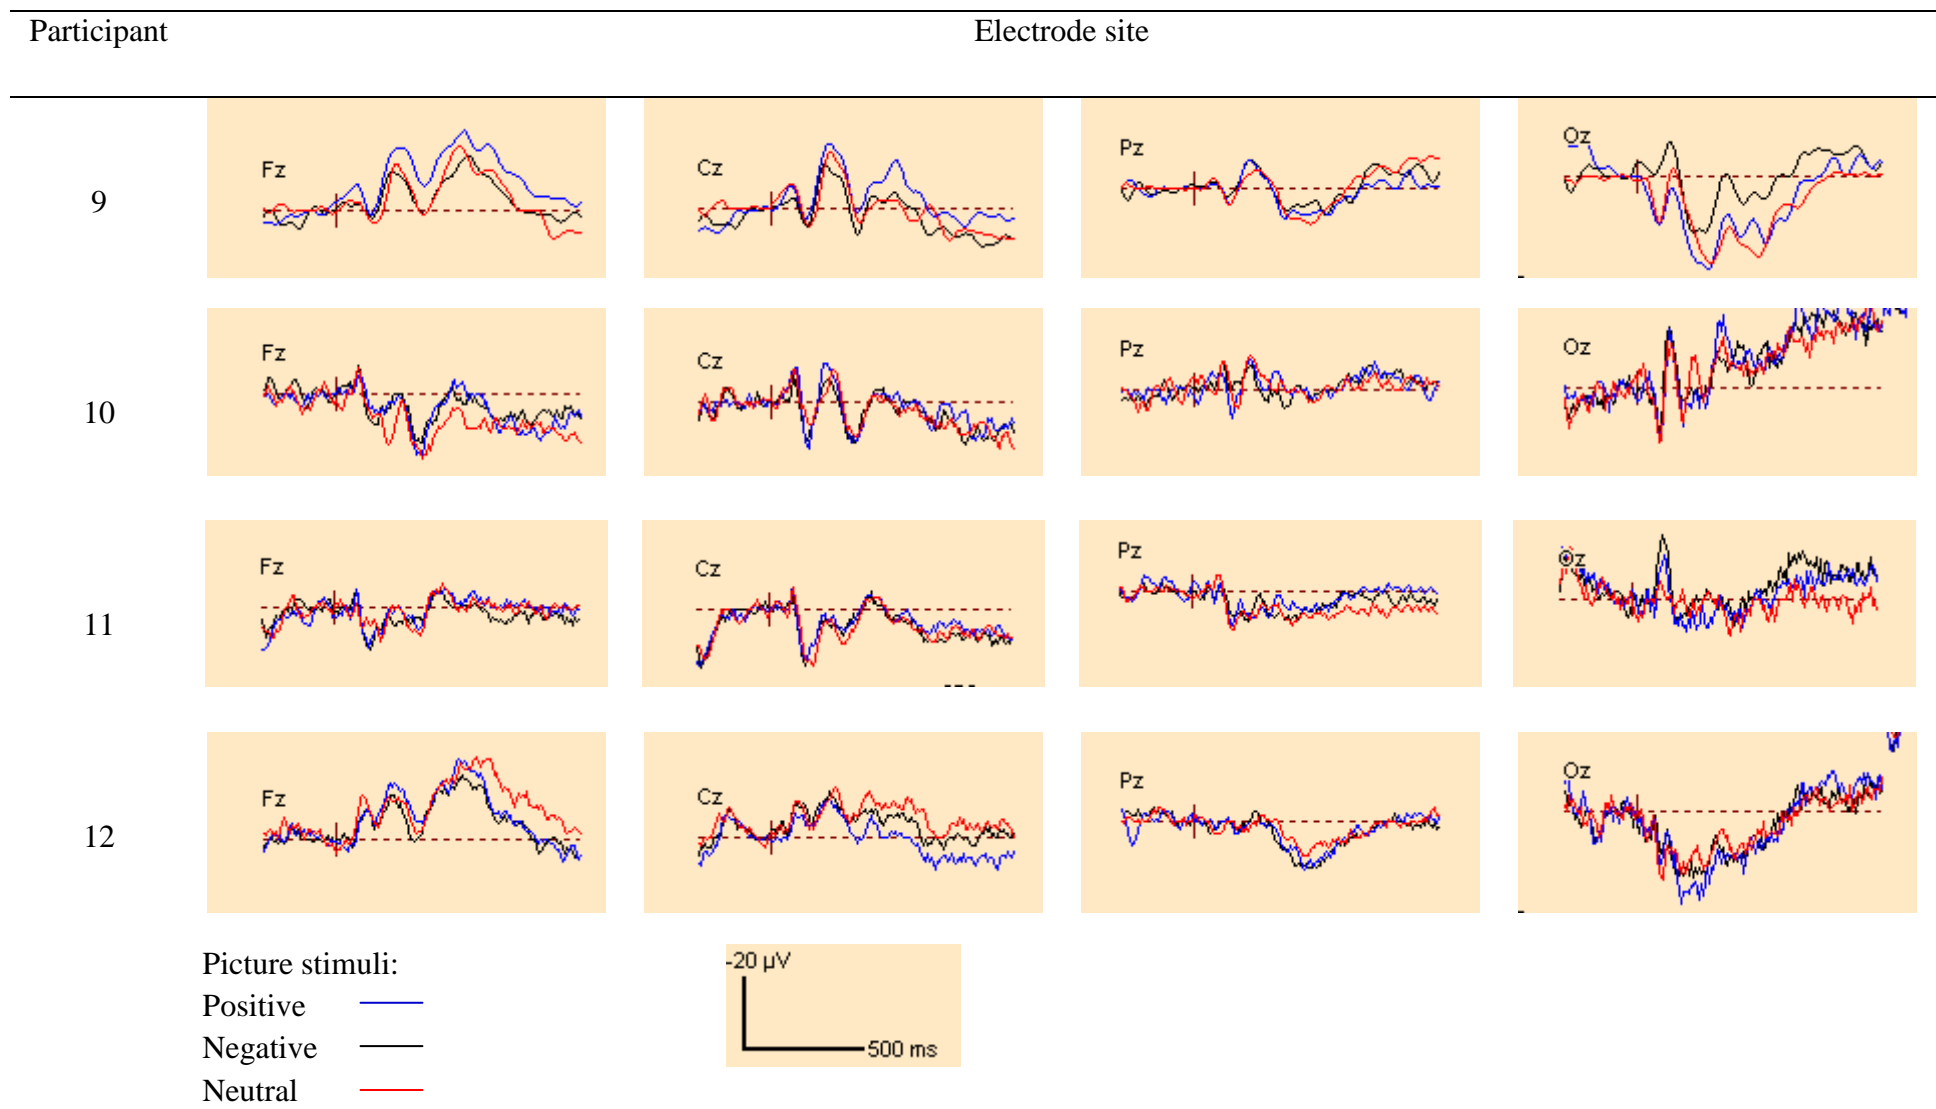 Participant Electrode site
9 Fz Cz Pz Oz
10 Fz Cz Pz Oz
11 Fz Cz Pz Oz
12 Fz Cz Pz Oz
Picture stimuli:
Positive
Negative
Neutral
-20 µV
500 ms